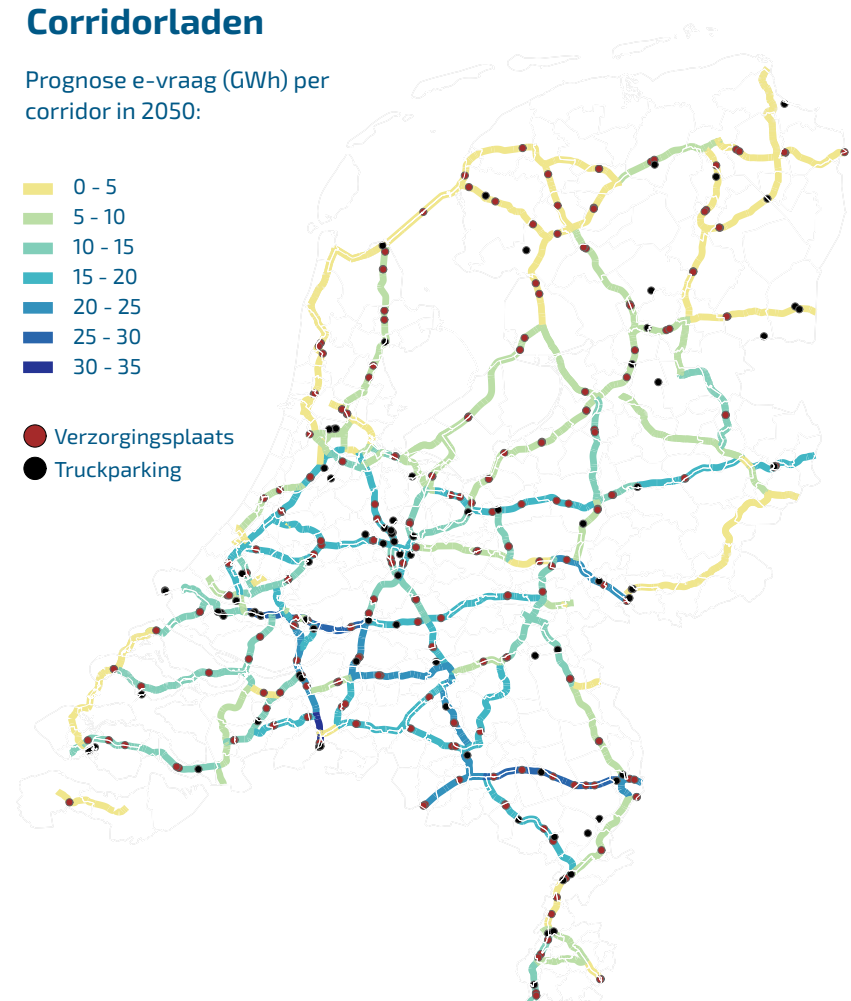 Corridorladen
Prognose e-vraag (GWh) per
corridor in 2050:
0 - 5
5 - 10
10 - 15
15 - 20
20 - 25
25 - 30
30 - 35
Verzorgingsplaats
Truckparking